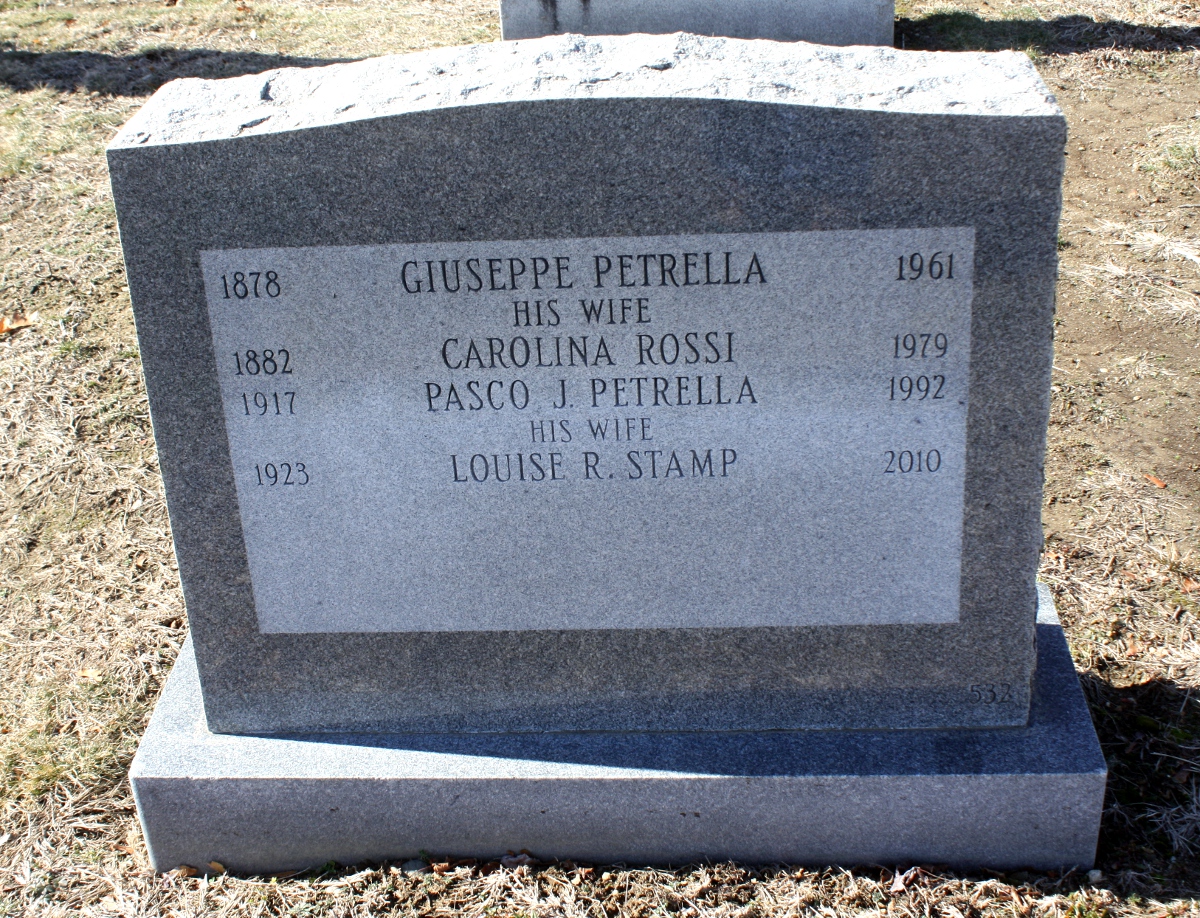 1878 GIUSEPPE PETRELLA 1961
HIS WIFE
1882 CAROLINA ROSSI 1979
1917 PASCO J. PETRELLA 1992
HIS WIFE
1923 LOUISE R. STAMP 2010
532